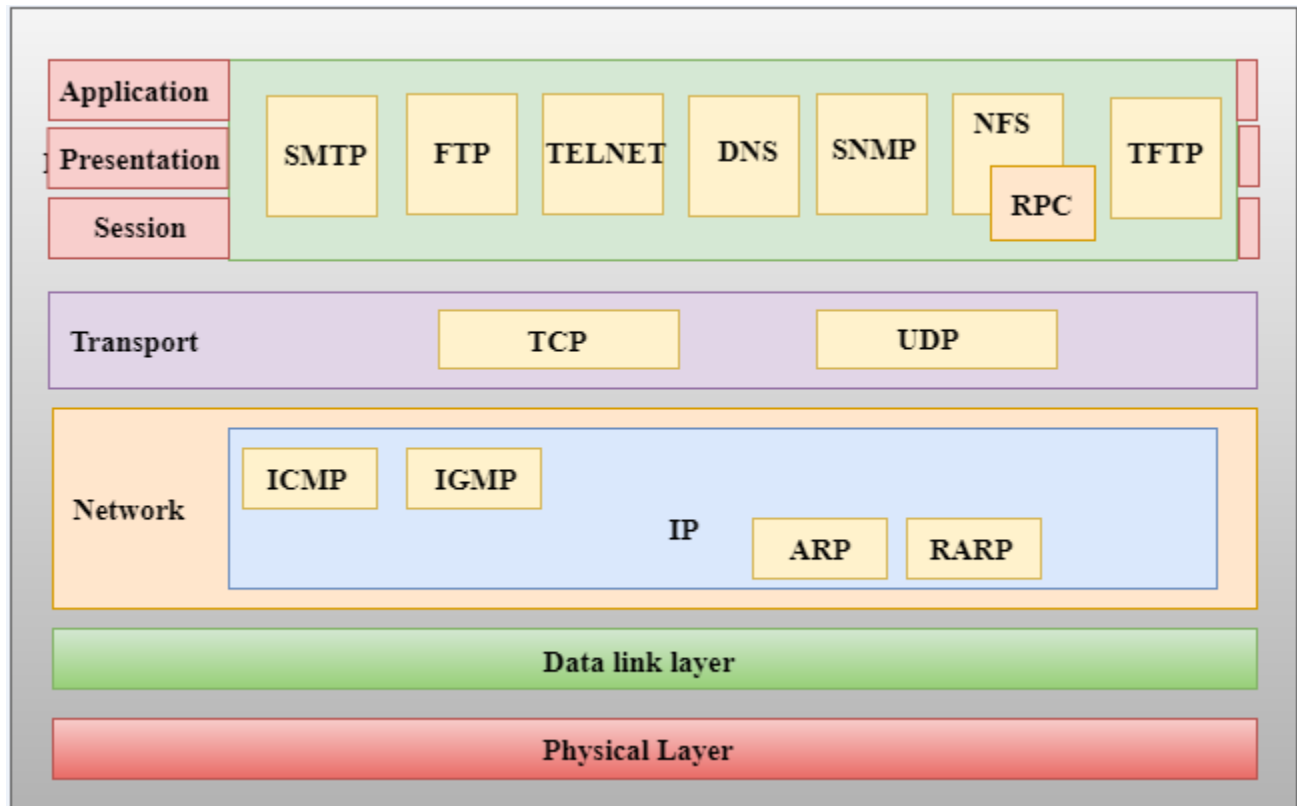 Application
SMTP
FTP
TELNET
DNS
SNMP
NFS
RPC
TFTP
Presentation
Session
Transport
TCP
UDP
Network
ICMP
IGMP
IP
ARP
RARP
Data link layer
Physical Layer